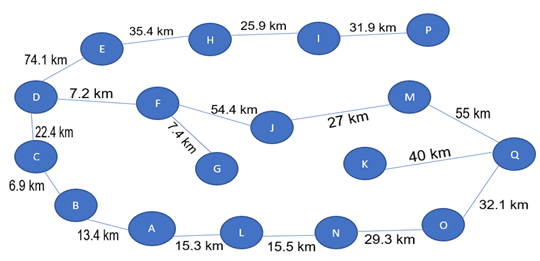 35.4 km
25.9 km
31.9 km
P
E
H
I
74.1 km
D
7.2 km
F
54.4 km
M
J
27 km
55 km
22.4 km
7.4 km
C
G
K
40 km
Q
6.9 km
B
32.1 km
13.4 km
A
15.3 km
L
15.5 km
N
29.3 km
O